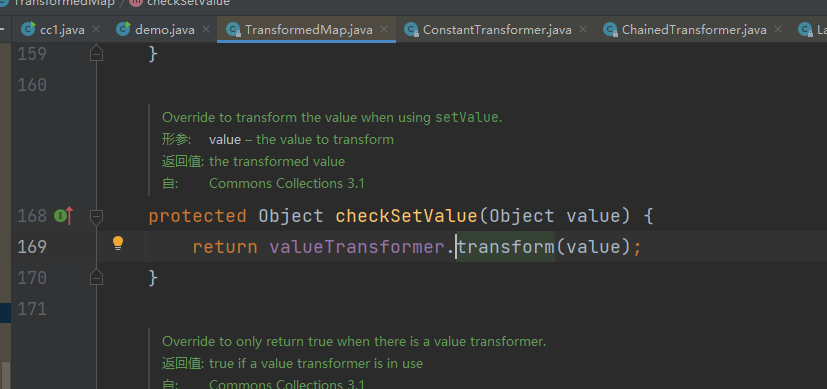 TransformedMap › checkSetValue
cc1.java demo.java TransformedMap.java ConstantTransformer.java ChainedTransformer.java La
159 }
160
Override to transform the value when using setValue.
形参: value – the value to transform
返回值: the transformed value
自: Commons Collections 3.1
168 protected Object checkSetValue(Object value) {
169 return valueTransformer.transform(value);
170 }
171
Override to only return true when there is a value transformer.
返回值: true if a value transformer is in use
自: Commons Collections 3.1